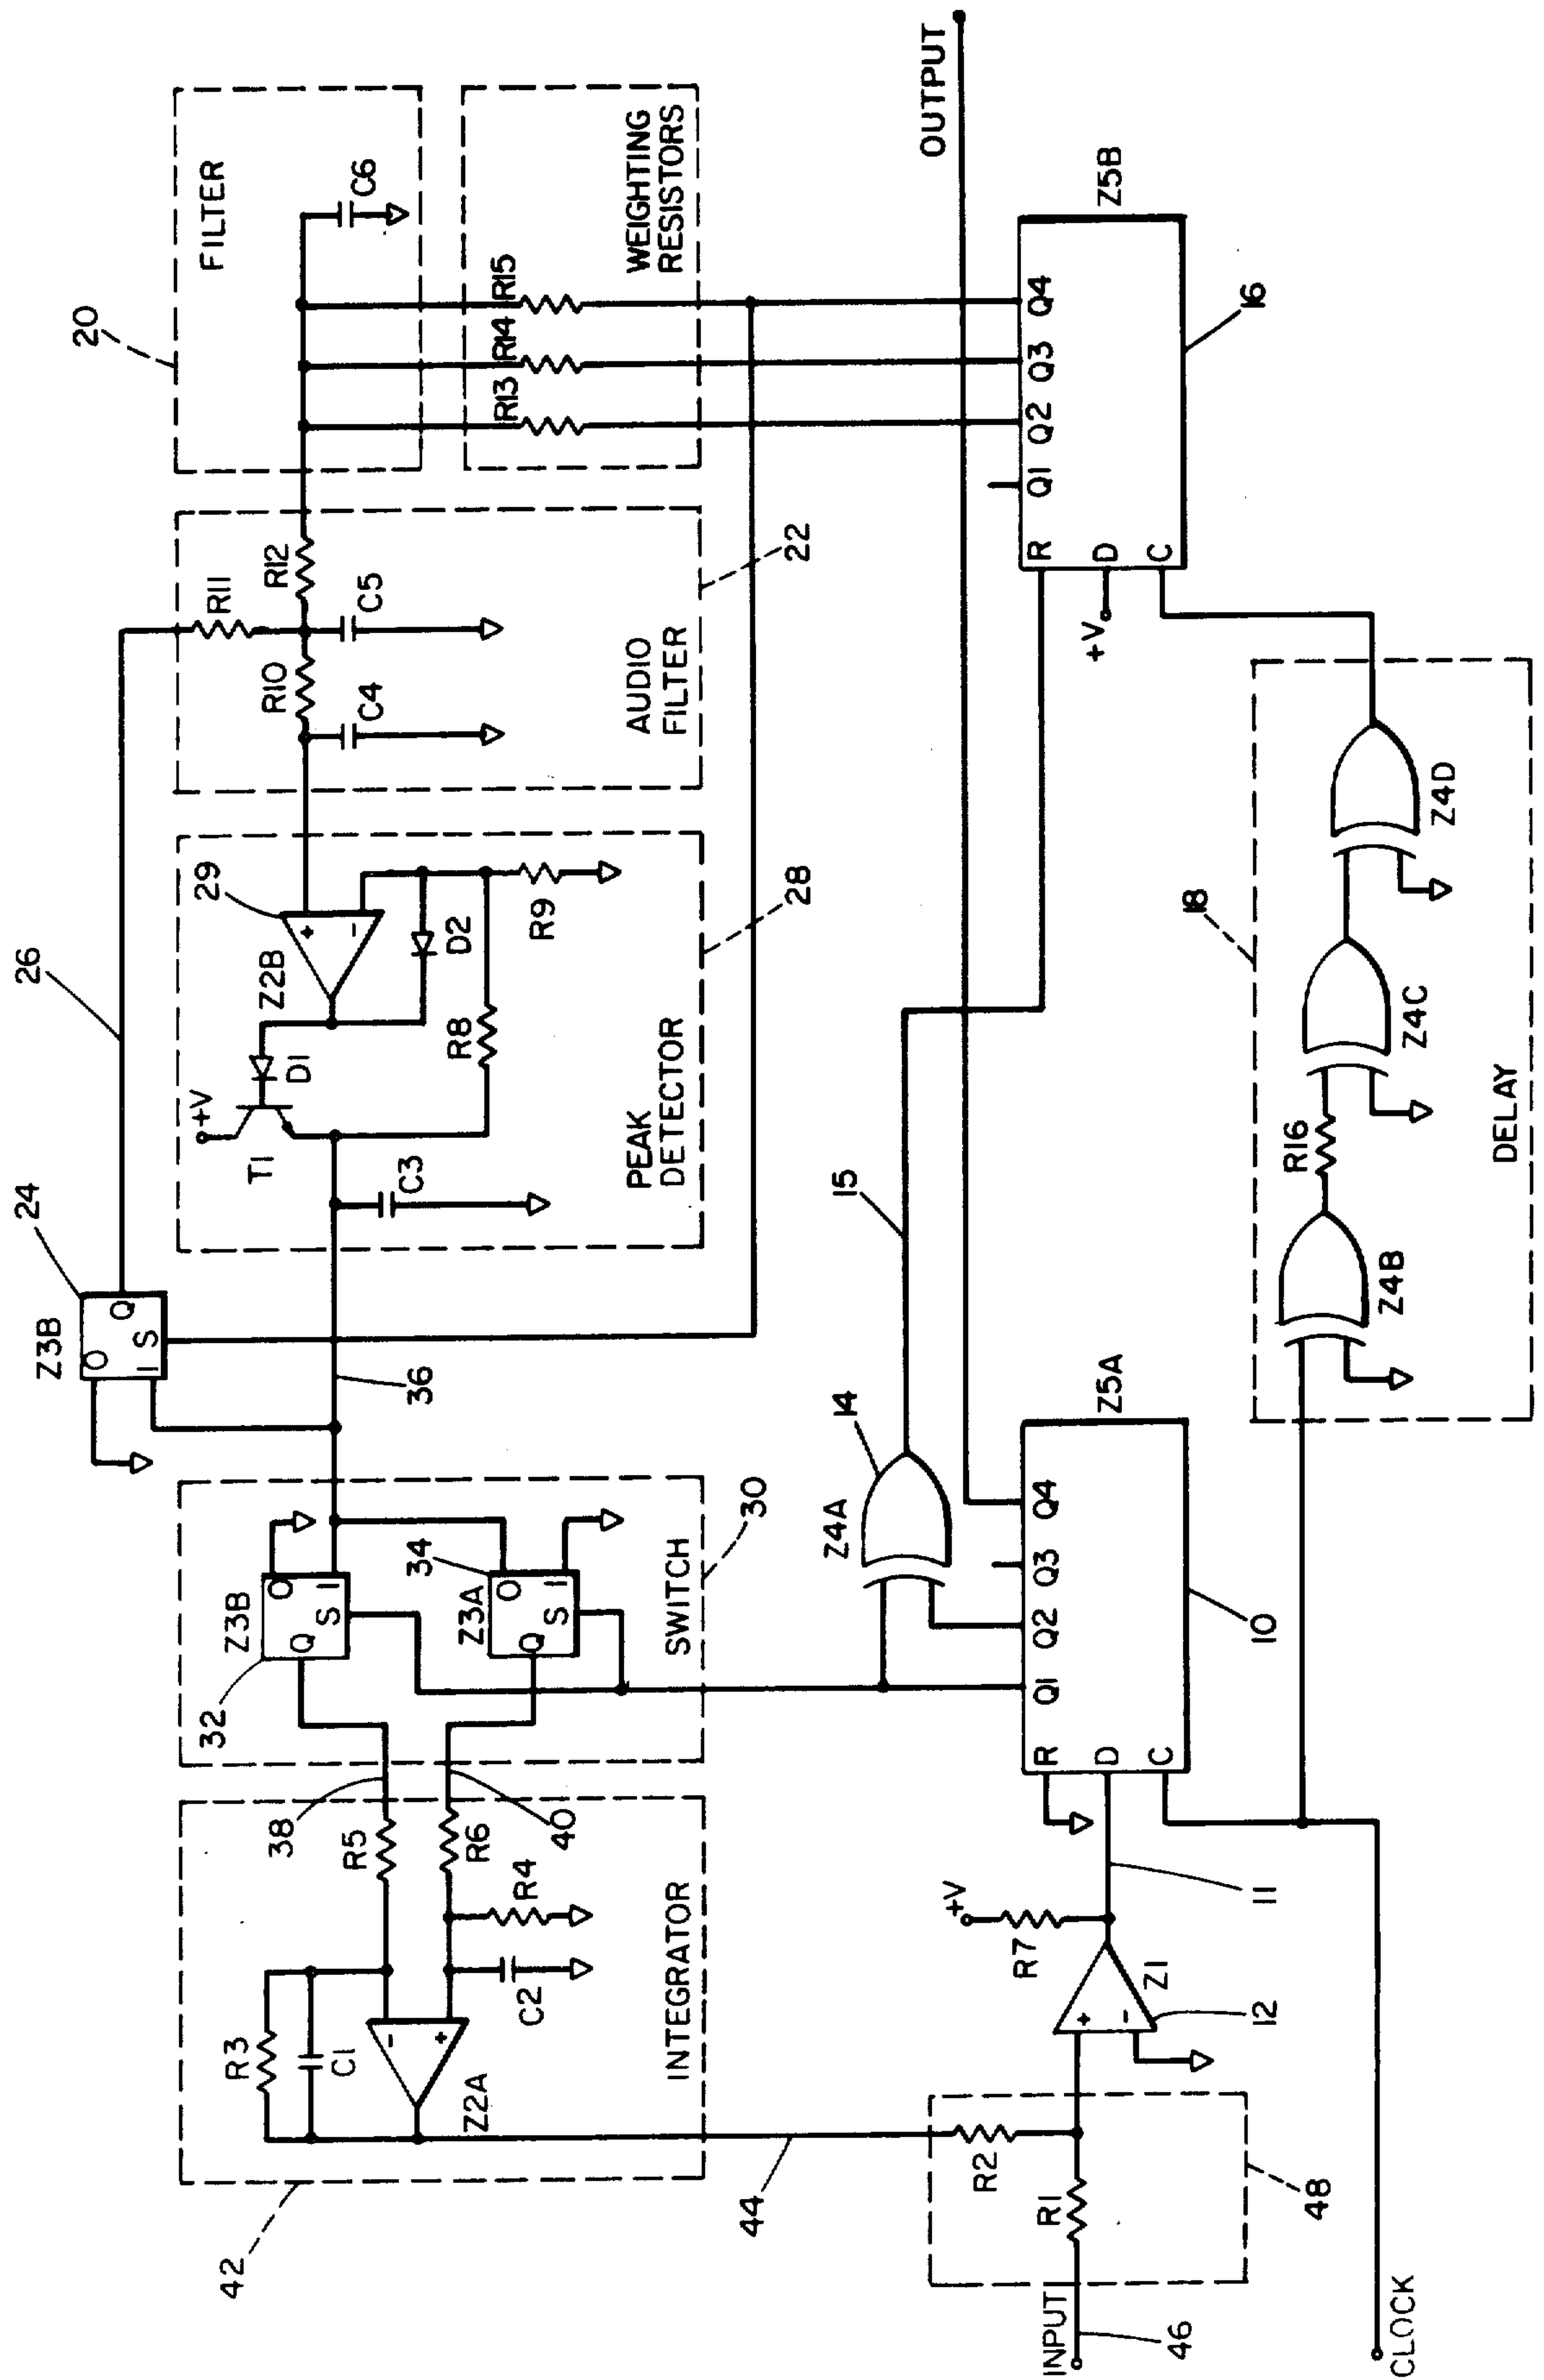 20
FILTER
C6
WEIGHTING
RESISTORS
R15
R14
R13
OUTPUT
Z5B
Q4
Q3
Q2
Q1
R
D
C
+V
16
22
R12
R11
C5
R10
C4
AUDIO
FILTER
26
29
Z2B
+
-
D2
R9
28
R8
D1
+V
T1
C3
PEAK
DETECTOR
24
Z3B
O
Q
I
S
36
15
14
Z4A
18
Z4D
Z4C
R16
Z4B
DELAY
30
SWITCH
Z3B
O
I
Q
S
32
34
Z3A
O
I
Q
S
38
40
Z5A
Q4
Q3
Q2
Q1
R
D
C
10
11
42
INTEGRATOR
R5
R6
R4
C2
R3
C1
-
+
Z2A
44
+V
R7
Z1
+
-
12
R2
R1
48
INPUT
46
CLOCK